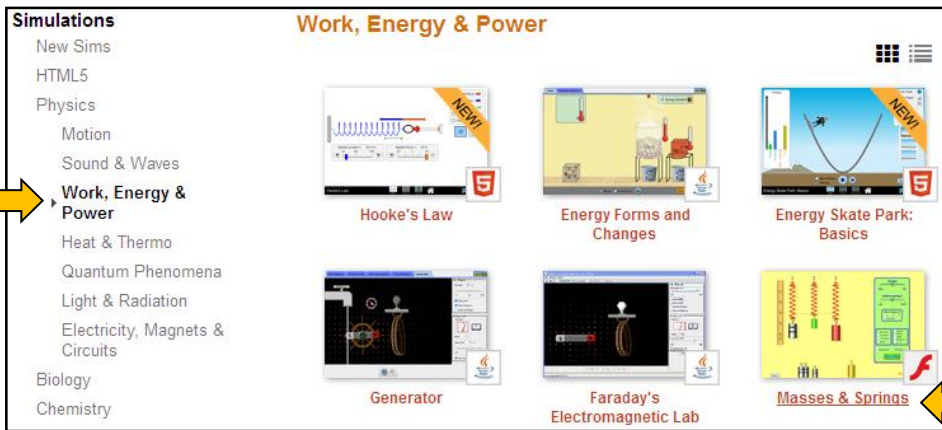 Simulations
New Sims
HTML5
Physics
Motion
Sound & Waves
Work, Energy &
Power
Heat & Thermo
Quantum Phenomena
Light & Radiation
Electricity, Magnets &
Circuits
Biology
Chemistry
Work, Energy & Power
NEW!
Hooke's Law
Energy Forms and
Changes
NEW!
Energy Skate Park:
Basics
Generator
Faraday's
Electromagnetic Lab
Masses & Springs